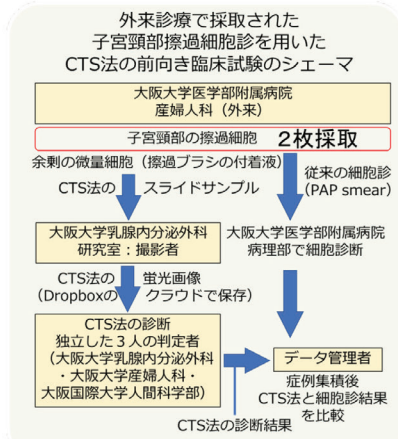 外来診療で採取された
子宮頸部擦過細胞診を用いた
CTS法の前向き臨床試験のシェーマ
大阪大学医学部附属病院
産婦人科（外来）
子宮頸部の擦過細胞 2枚採取
余剰の微量細胞（擦過ブラシの付着液）
CTS法の スライドサンプル
従来の細胞診
(PAP smear)
大阪大学乳腺内分泌外科
研究室：撮影者
大阪大学医学部附属病院
病理部で細胞診断
CTS法の 蛍光画像
(Dropboxの クラウドで保存)
CTS法の診断
独立した３人の判定者
(大阪大学乳腺内分泌外科
・大阪大学産婦人科・
大阪国際大学人間科学部)
データ管理者
症例集積後
CTS法と細胞診結果
を比較
CTS法の診断結果